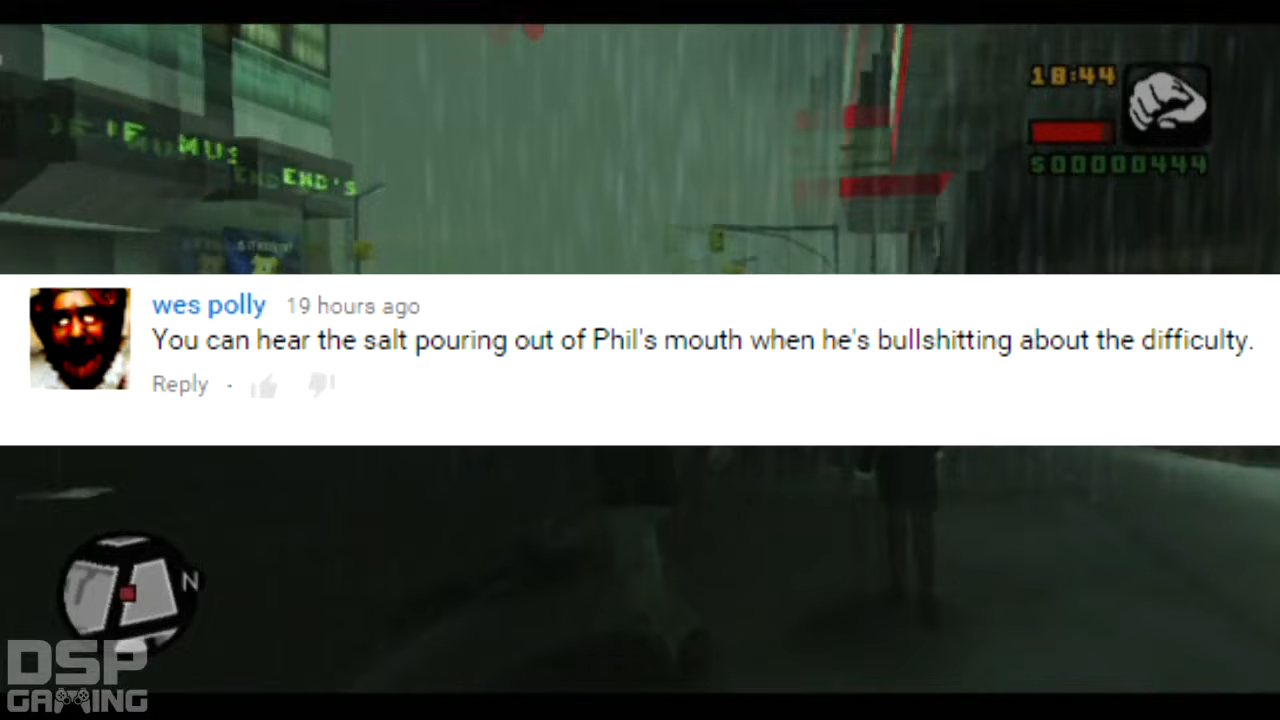 18:44
$00000444
END'S
wes polly 19 hours ago
You can hear the salt pouring out of Phil's mouth when he's bullshitting about the difficulty.
Reply ·
N
DSP
GAMING